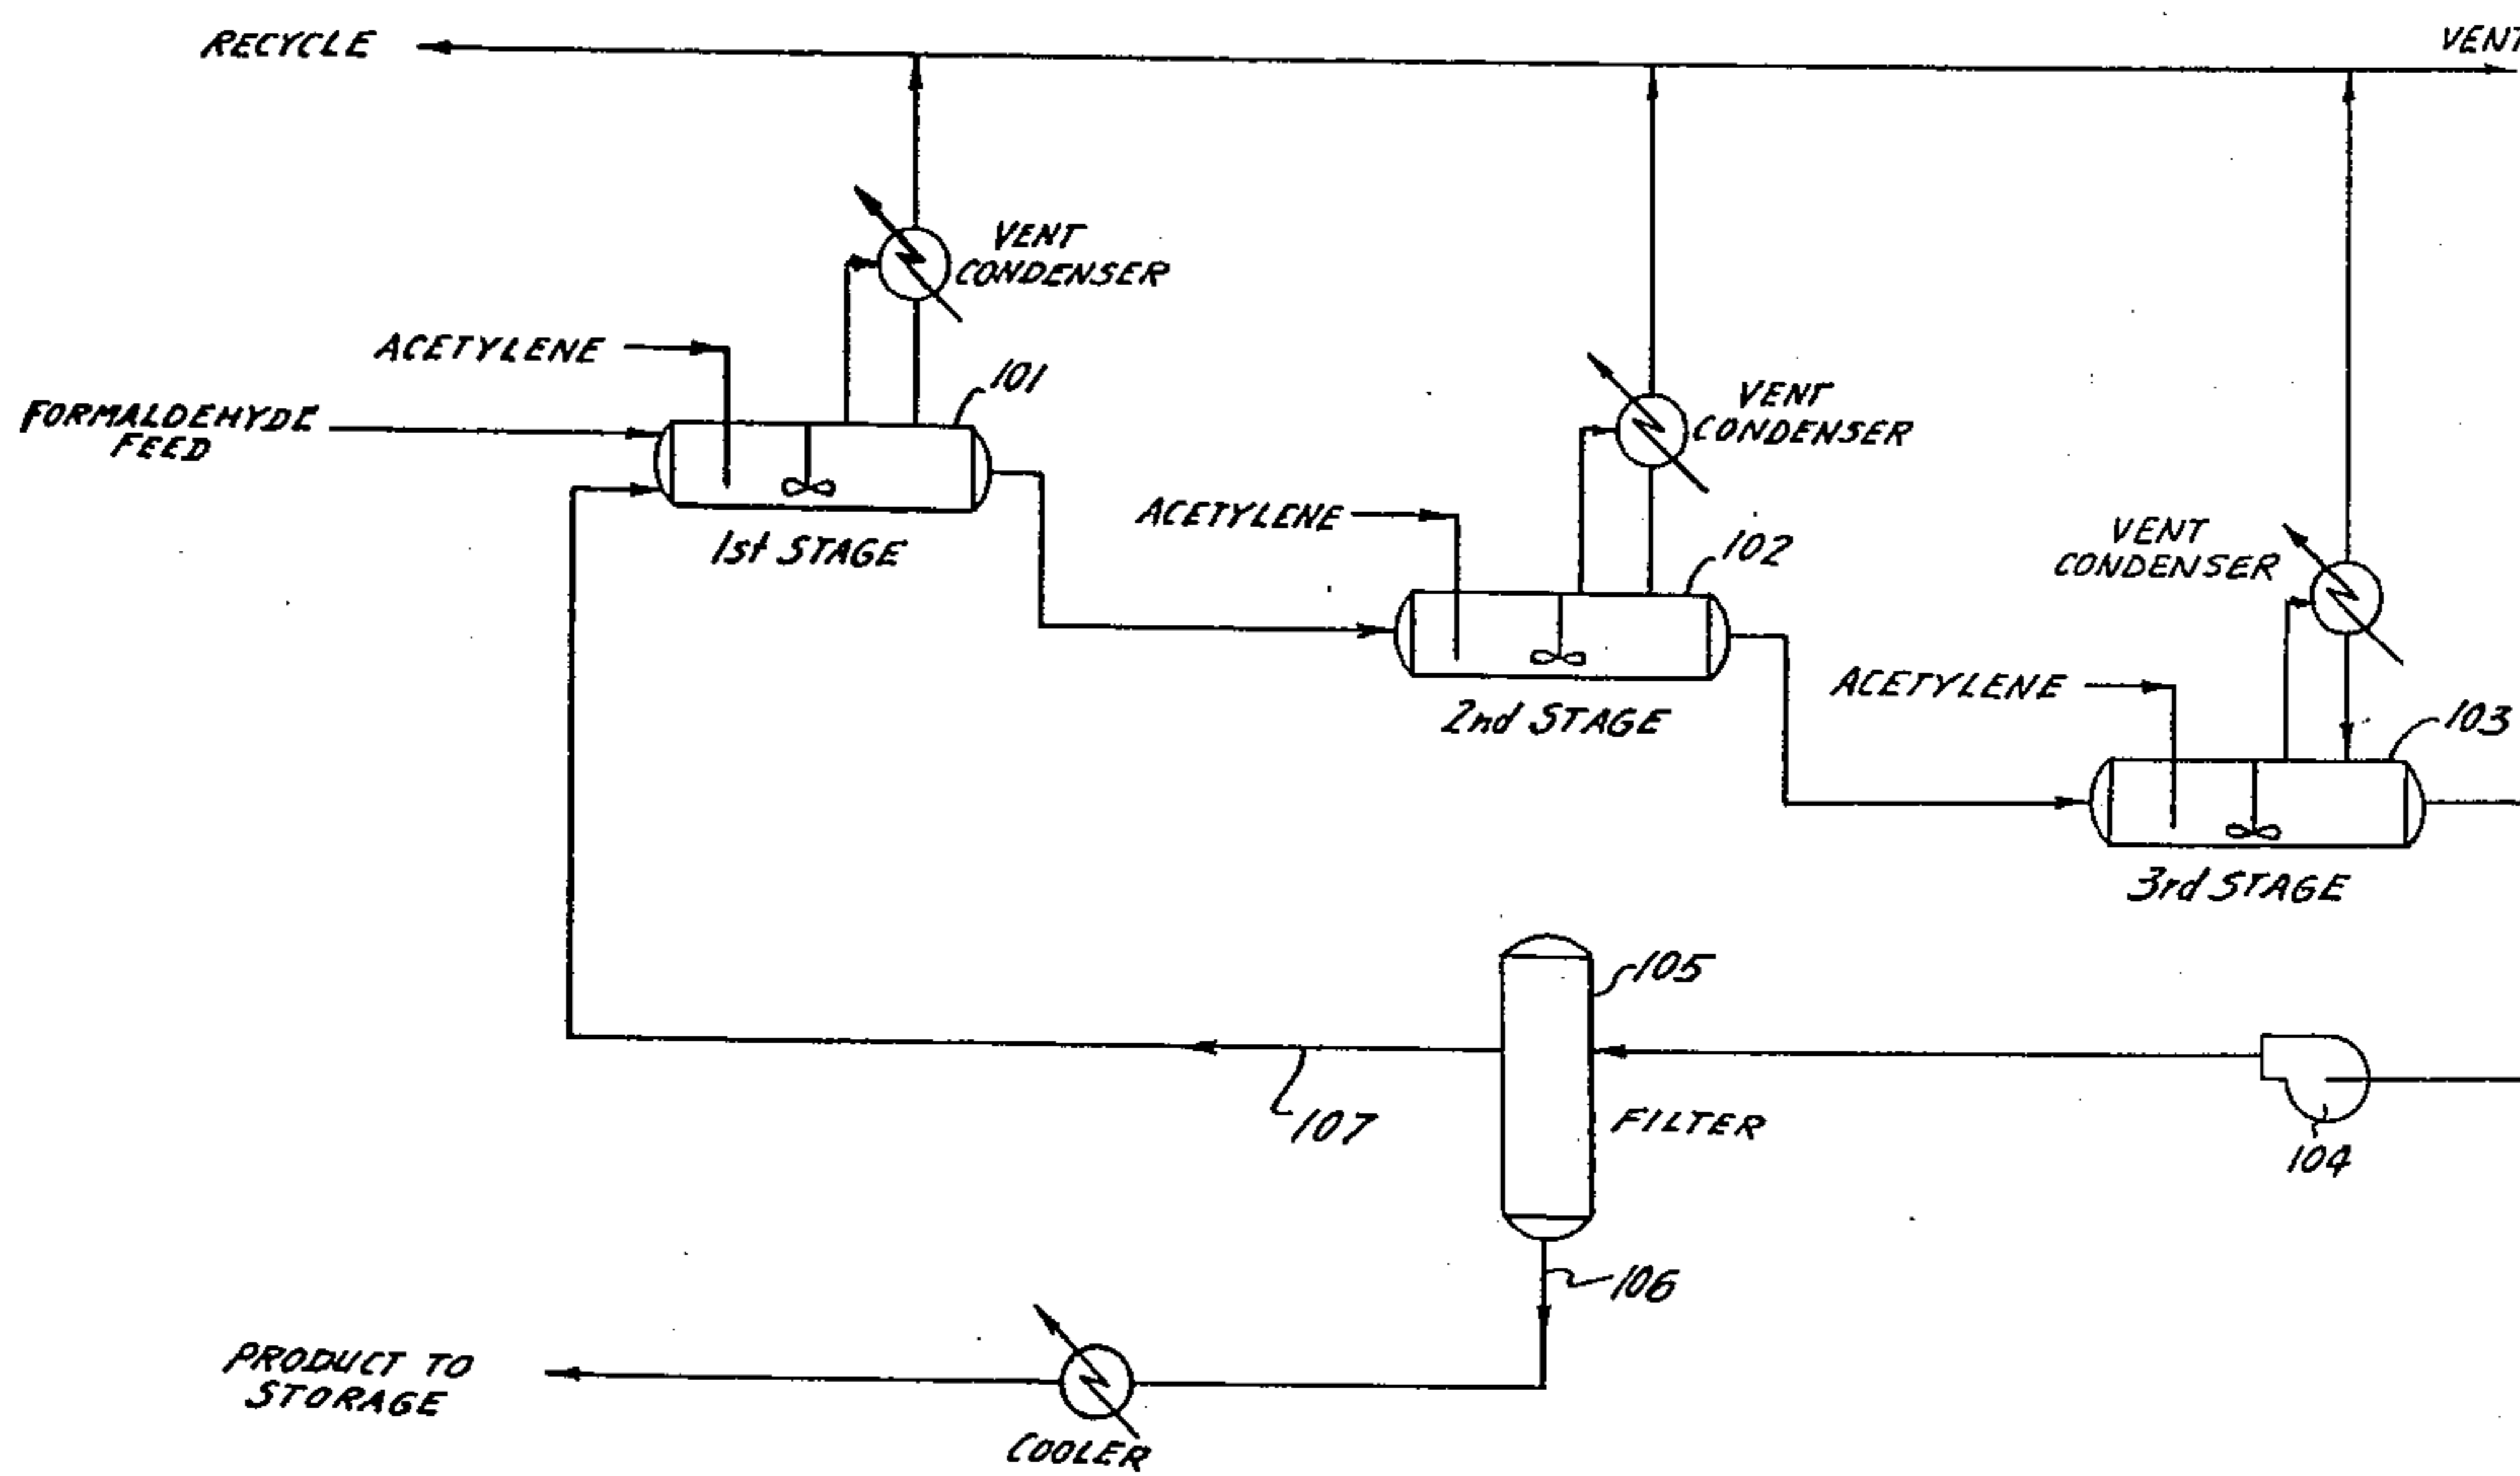 RECYCLE
VENT
VENT
CONDENSER
ACETYLENE
101
FORMALDEHYDE
FEED
1st STAGE
VENT
CONDENSER
ACETYLENE
102
2nd STAGE
VENT
CONDENSER
ACETYLENE
103
3rd STAGE
105
107
FILTER
104
106
PRODUCT TO
STORAGE
COOLER